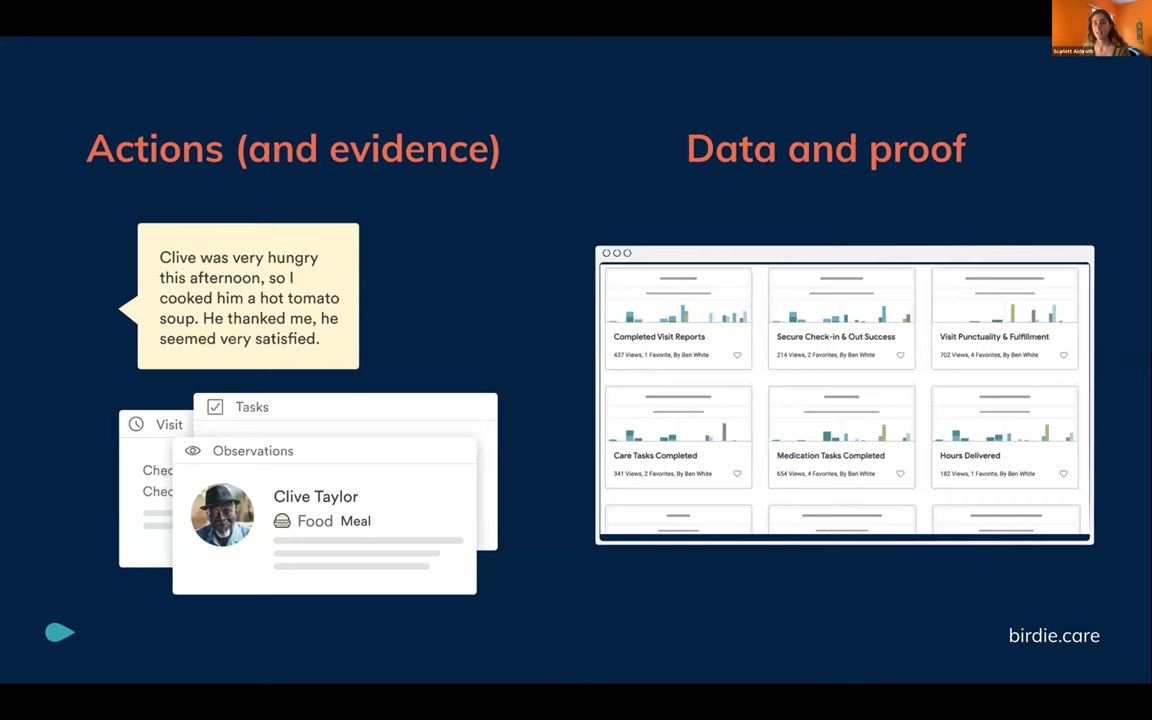 Scarlett Aichroth
Actions (and evidence)
Data and proof
Clive was very hungry
this afternoon, so I
cooked him a hot tomato
soup. He thanked me, he
seemed very satisfied.
Tasks
Visit
Chec
Chec
Observations
Clive Taylor
Food Meal
Completed Visit Reports
437 Views, 1 Favorite, By Ben White
Secure Check-in & Out Success
214 Views, 2 Favorites, By Ben White
Visit Punctuality & Fulfillment
702 Views, 4 Favorites, By Ben White
Care Tasks Completed
341 Views, 2 Favorites, By Ben White
Medication Tasks Completed
654 Views, 4 Favorites, By Ben White
Hours Delivered
182 Views, 1 Favorite, By Ben White
birdie.care